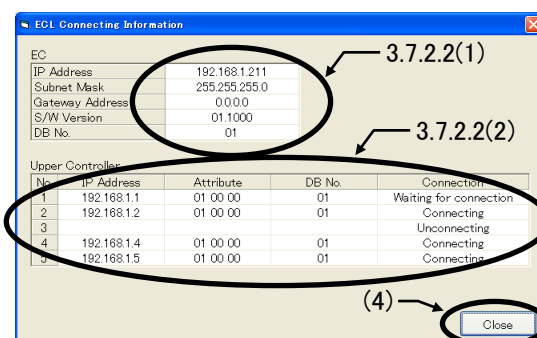 ECL Connecting Information
EC
3.7.2.2(1)
IP Address 192.168.1.211
Subnet Mask 255.255.255.0
Gateway Address 0.0.0.0
S/W Version 01.1000
DB No. 01
3.7.2.2(2)
Upper Controller
No. IP Address Attribute DB No. Connection
1 192.168.1.1 01 00 00 01 Waiting for connection
2 192.168.1.2 01 00 00 01 Connecting
3 Unconnecting
4 192.168.1.4 01 00 00 01 Connecting
5 192.168.1.5 01 00 00 01 Connecting
(4)
Close